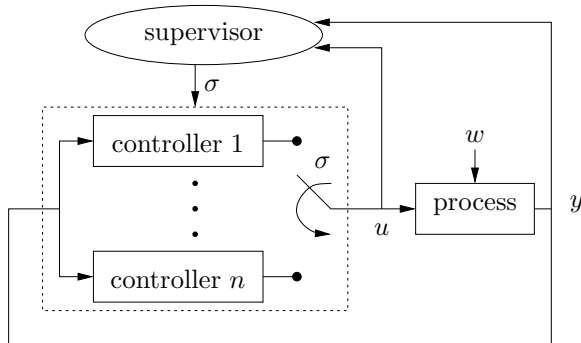 supervisor
σ
controller 1
σ
w
process
y
u
controller n